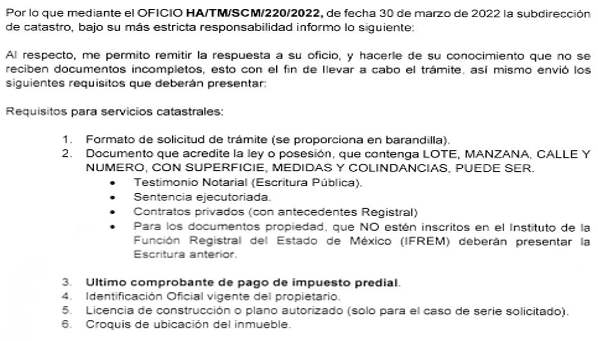 Por lo que mediante el OFICIO HA/TM/SCM/220/2022, de fecha 30 de marzo de 2022 la subdirección
de catastro, bajo su más estricta responsabilidad informo lo siguiente:
Al respecto, me permito remitir la respuesta a su oficio, y hacerle de su conocimiento que no se
reciben documentos incompletos, esto con el fin de llevar a cabo el trámite, así mismo envió los
siguientes requisitos que deberán presentar:
Requisitos para servicios catastrales:
1. Formato de solicitud de trámite (se proporciona en barandilla).
2. Documento que acredite la ley o posesión, que contenga LOTE, MANZANA, CALLE Y
NUMERO, CON SUPERFICIE, MEDIDAS Y COLINDANCIAS, PUEDE SER.
• Testimonio Notarial (Escritura Pública).
• Sentencia ejecutoriada.
• Contratos privados (con antecedentes Registral)
• Para los documentos propiedad, que NO estén inscritos en el Instituto de la
Función Registral del Estado de México (IFREM) deberán presentar la
Escritura anterior.
3. Ultimo comprobante de pago de impuesto predial.
4. Identificación Oficial vigente del propietario.
5. Licencia de construcción o plano autorizado (solo para el caso de serie solicitado).
6. Croquis de ubicación del inmueble.